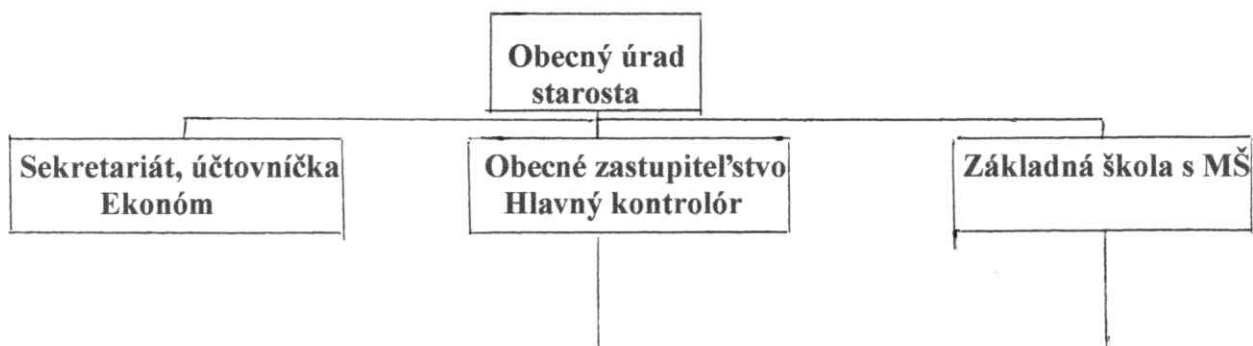 Obecný úrad
starosta
Sekretariát, účtovníčka
Ekonóm
Obecné zastupiteľstvo
Hlavný kontrolór
Základná škola s MŠ